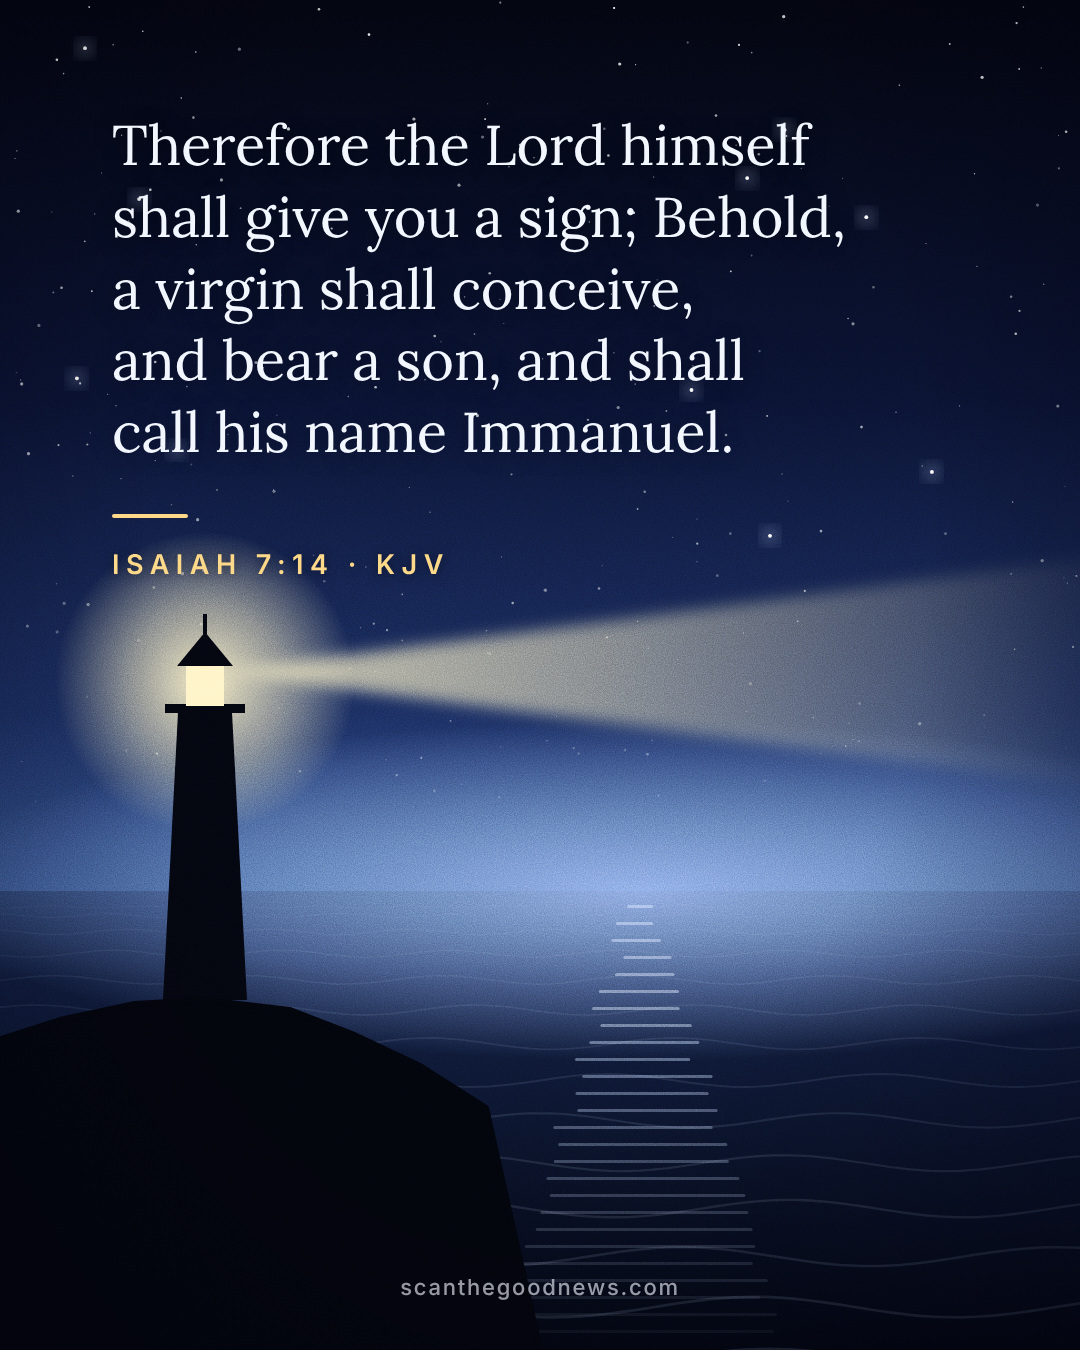 Therefore the Lord himself
shall give you a sign; Behold,
a virgin shall conceive,
and bear a son, and shall
call his name Immanuel.
ISAIAH 7:14 · KJV
scanthegoodnews.com